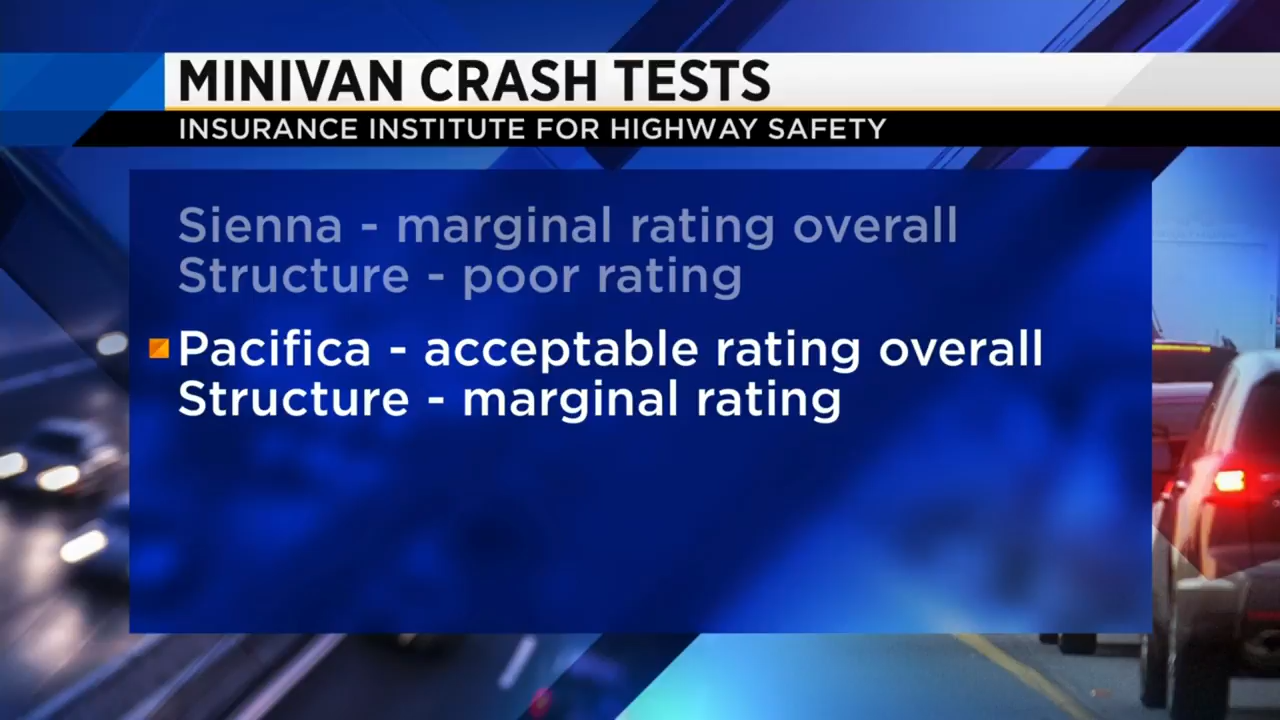 MINIVAN CRASH TESTS
INSURANCE INSTITUTE FOR HIGHWAY SAFETY
Sienna - marginal rating overall
Structure - poor rating
Pacifica - acceptable rating overall
Structure - marginal rating